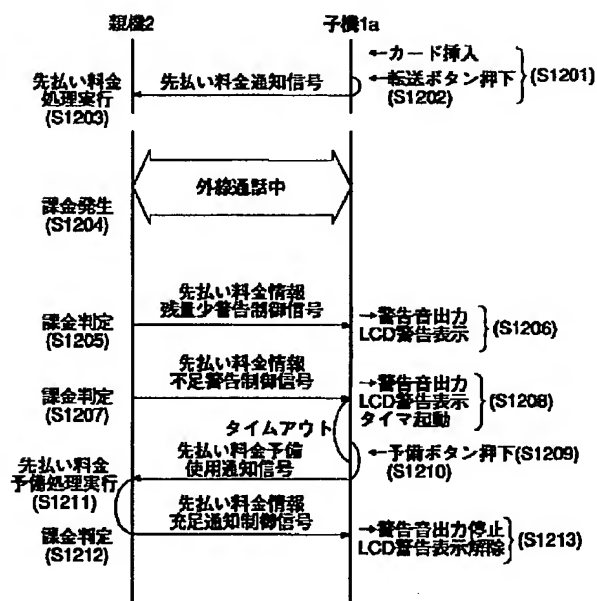 親機2
子機1a
←カード挿入
(S1201)
先払い料金
処理実行
(S1203)
先払い料金通知信号
←転送ボタン押下
(S1202)
外線通話中
課金発生
(S1204)
先払い料金情報
残量少警告制御信号
課金判定
(S1205)
→警告音出力
LCD警告表示
(S1206)
先払い料金情報
不足警告制御信号
課金判定
(S1207)
→警告音出力
LCD警告表示
タイマ起動
(S1208)
タイムアウト
先払い料金予備
使用通知信号
←予備ボタン押下(S1209)
(S1210)
先払い料金
予備処理実行
(S1211)
先払い料金情報
充足通知制御信号
課金判定
(S1212)
→警告音出力停止
LCD警告表示解除
(S1213)